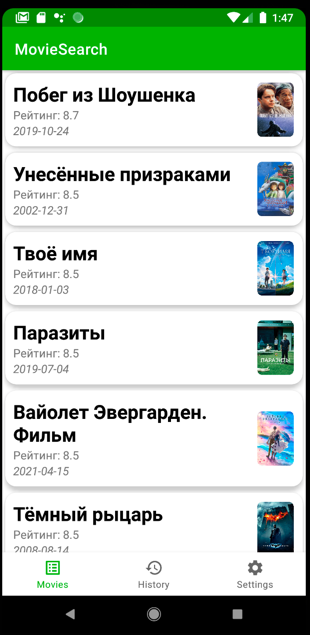 1:47
MovieSearch
Побег из Шоушенка
Рейтинг: 8.7
2019-10-24
Унесённые призраками
Рейтинг: 8.5
2002-12-31
Твоё имя
Рейтинг: 8.5
2018-01-03
Паразиты
Рейтинг: 8.5
2019-07-04
ПАРАЗИТЫ
Вайолет Эвергарден.
Фильм
Рейтинг: 8.5
2021-04-15
Тёмный рыцарь
Рейтинг: 8.5
2008-08-14
Movies
History
Settings